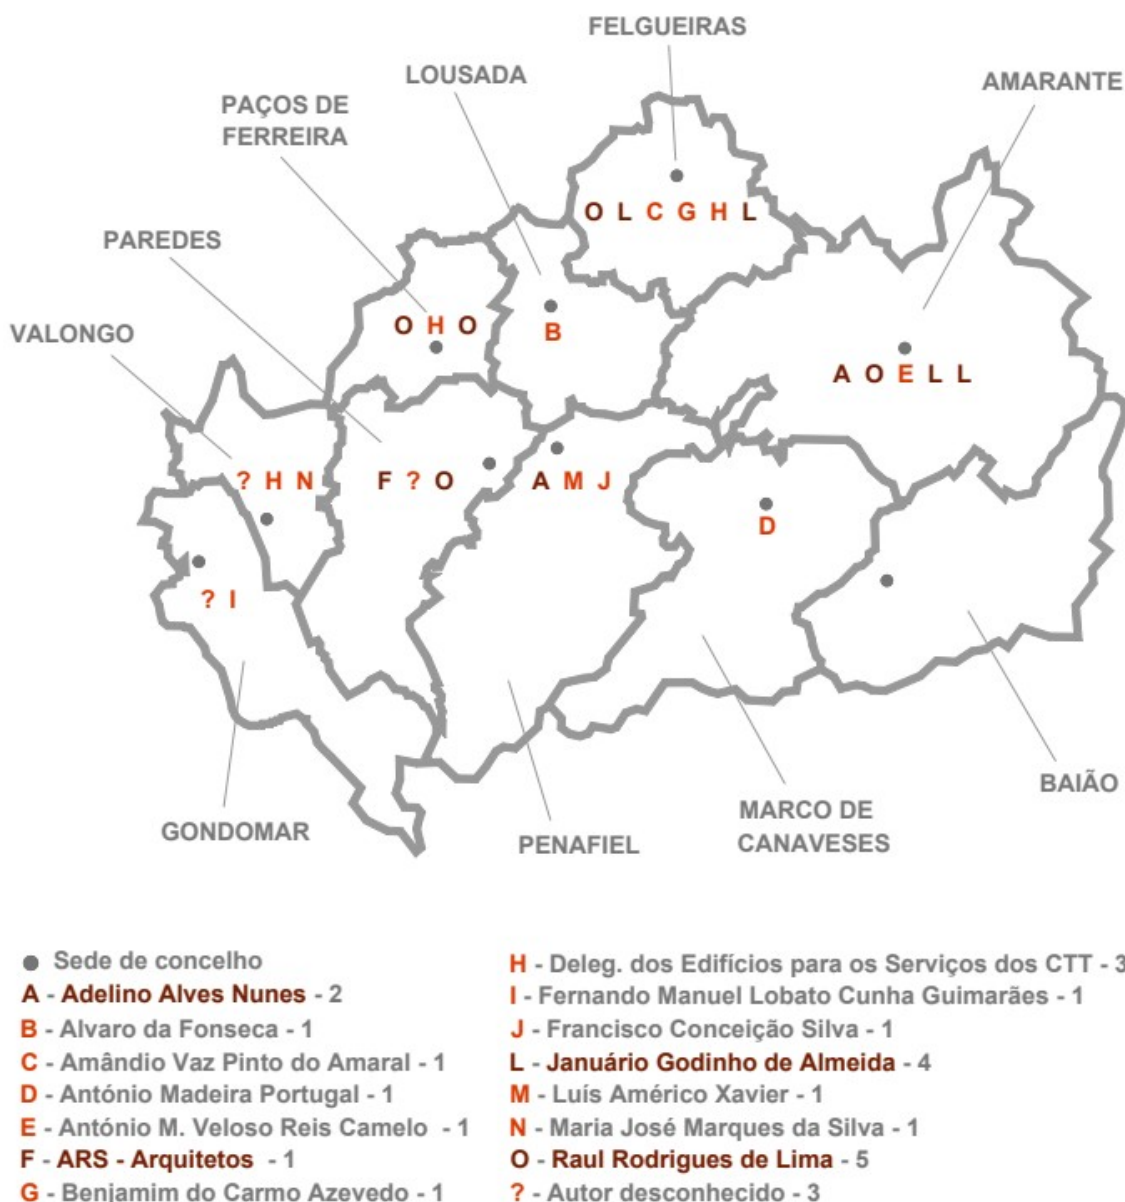 FELGUEIRAS
LOUSADA
AMARANTE
PAÇOS DE
FERREIRA
O L C G H L
PAREDES
VALONGO
O H O
B
A O E L L
? H N
F ? O
A M J
D
? I
BAIÃO
GONDOMAR
PENAFIEL
MARCO DE
CANAVESES
Sede de concelho
A - Adelino Alves Nunes - 2
B - Alvaro da Fonseca - 1
C - Amândio Vaz Pinto do Amaral - 1
D - António Madeira Portugal - 1
E - António M. Veloso Reis Camelo - 1
F - ARS - Arquitetos - 1
G - Benjamim do Carmo Azevedo - 1
H - Deleg. dos Edifícios para os Serviços dos CTT - 3
I - Fernando Manuel Lobato Cunha Guimarães - 1
J - Francisco Conceição Silva - 1
L - Januário Godinho de Almeida - 4
M - Luís Américo Xavier - 1
N - Maria José Marques da Silva - 1
O - Raul Rodrigues de Lima - 5
? - Autor desconhecido - 3